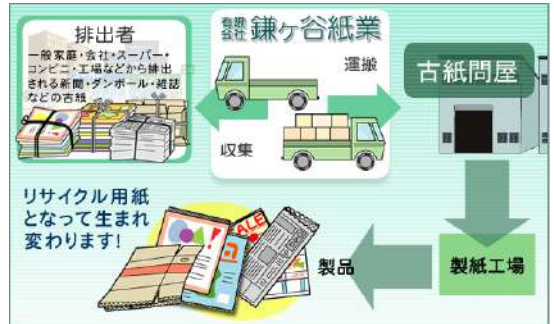 排出者
一般家庭・会社・スーパー・
コンビニ・工場などから排出
される新聞・ダンボール・雑誌
などの古紙
有限会社 鎌ヶ谷紙業
運搬
収集
古紙問屋
リサイクル用紙
となって生まれ
変わります!
SALE
製品
製紙工場